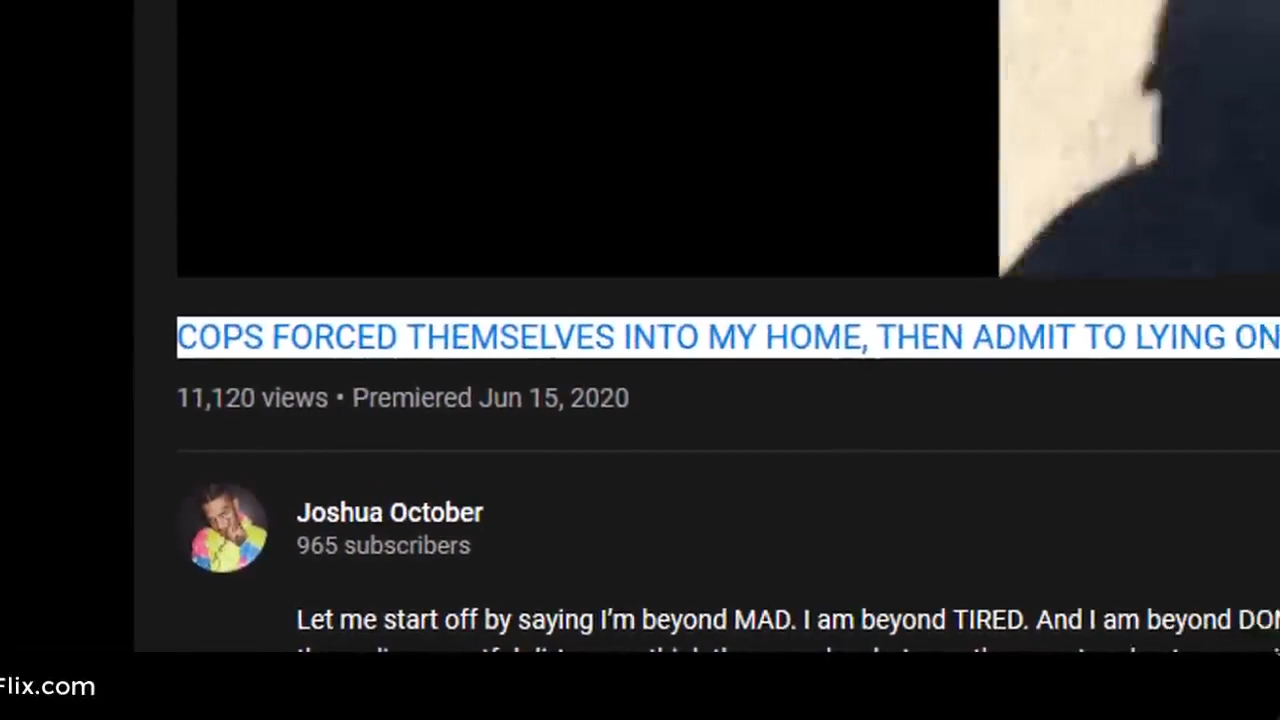 COPS FORCED THEMSELVES INTO MY HOME, THEN ADMIT TO LYING ON
11,120 views • Premiered Jun 15, 2020
Joshua October
965 subscribers
Let me start off by saying I'm beyond MAD. I am beyond TIRED. And I am beyond
Flix.com